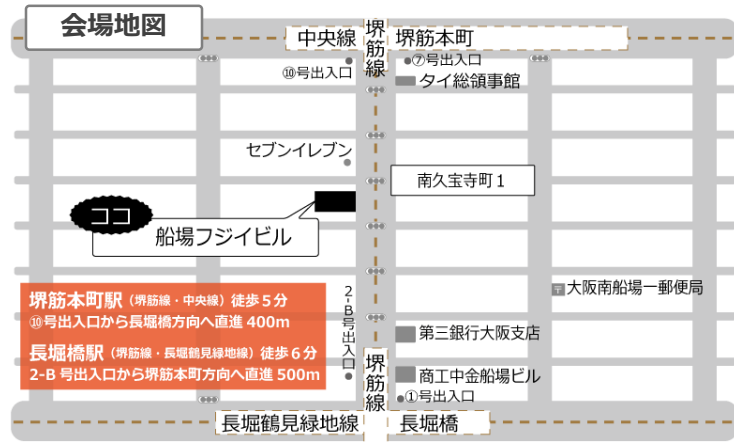 会場地図
中央線
堺筋線
堺筋本町
⑩号出入口
⑦号出入口
タイ総領事館
セブンイレブン
南久宝寺町1
ココ
船場フジイビル
大阪南船場一郵便局
堺筋本町駅（堺筋線・中央線）徒歩5分
⑩号出入口から長堀橋方向へ直進 400m
長堀橋駅（堺筋線・長堀鶴見緑地線）徒歩6分
2-B 号出入口から堺筋本町方向へ直進 500m
2-B号出入口
第三銀行大阪支店
堺筋線
商工中金船場ビル
①号出入口
長堀鶴見緑地線
長堀橋